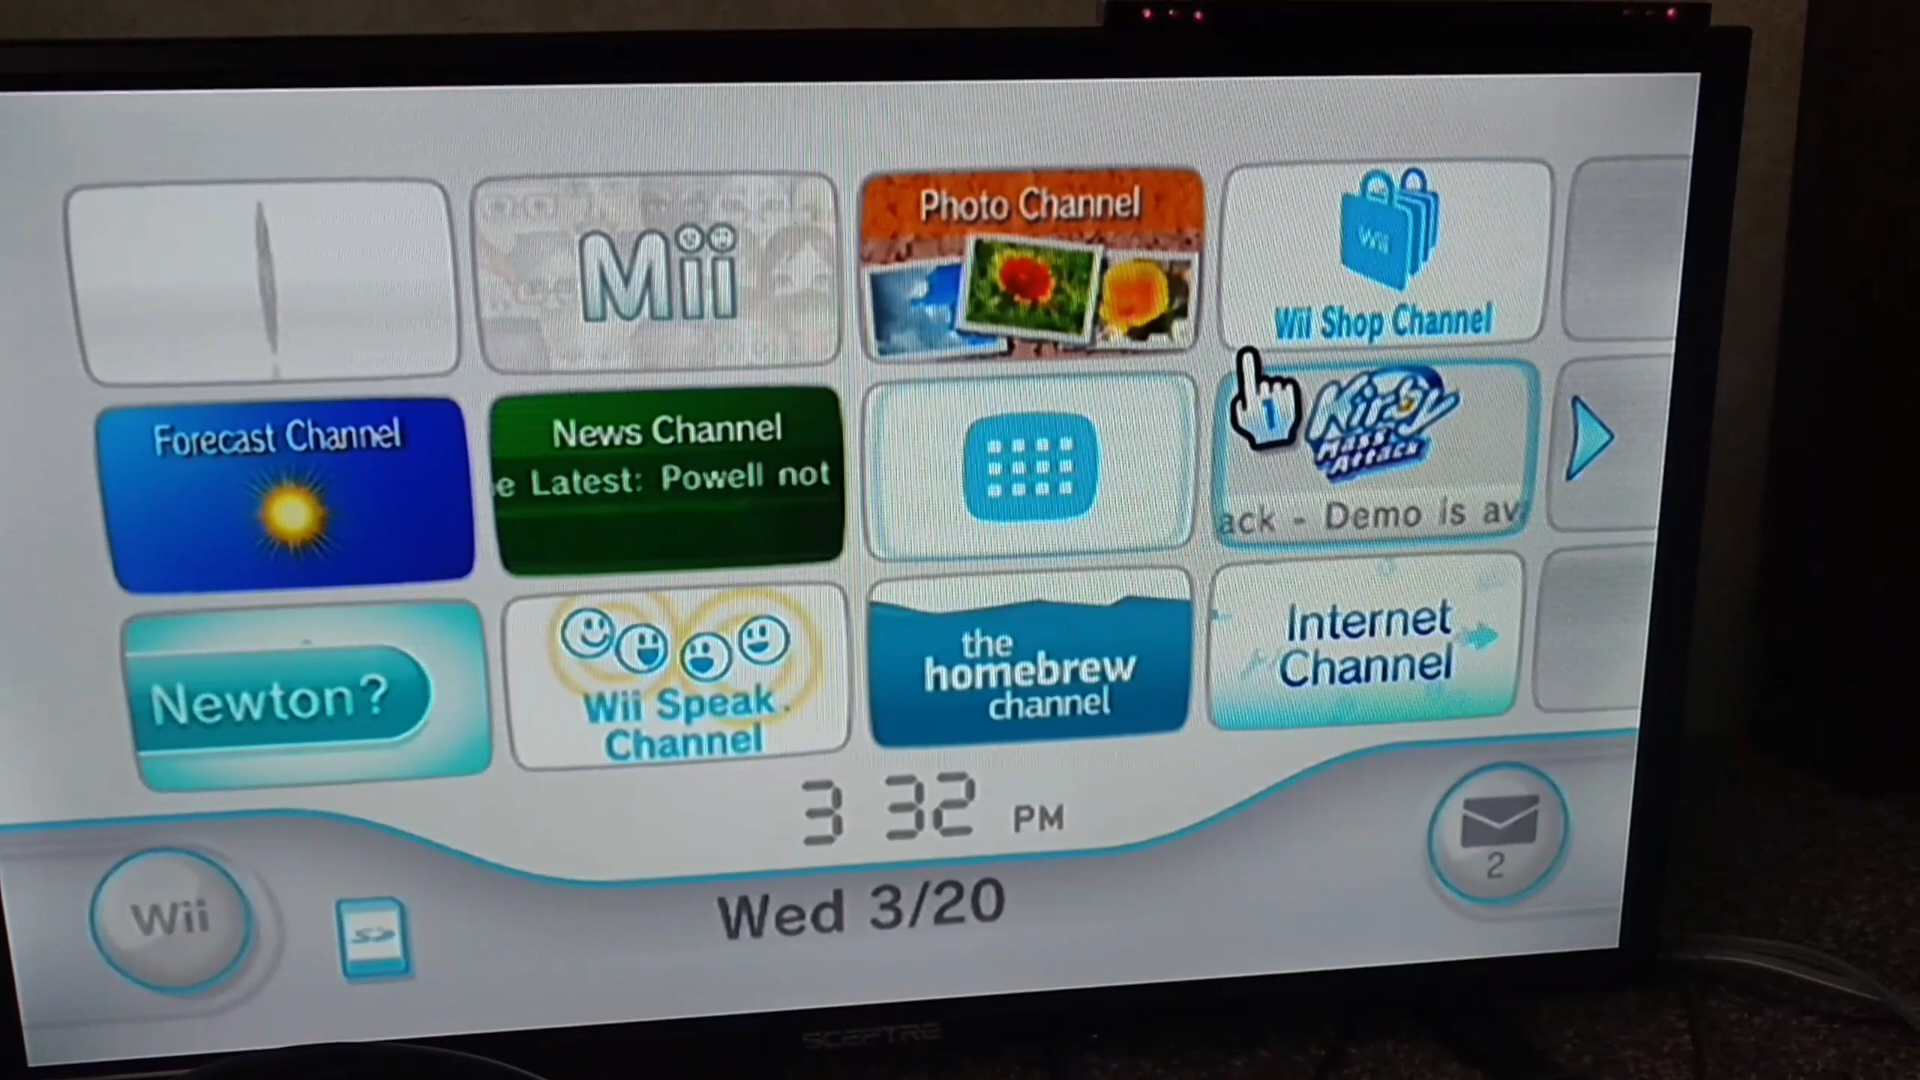 Mii
Photo Channel
Wii
Wii Shop Channel
Forecast Channel
News Channel
e Latest: Powell not
1
Kirby
Mass
Attack
ack - Demo is av
Newton?
Wii Speak
Channel
the
homebrew
channel
Internet
Channel
3 32 PM
Wii
SD
Wed 3/20
2
SCEPTRE